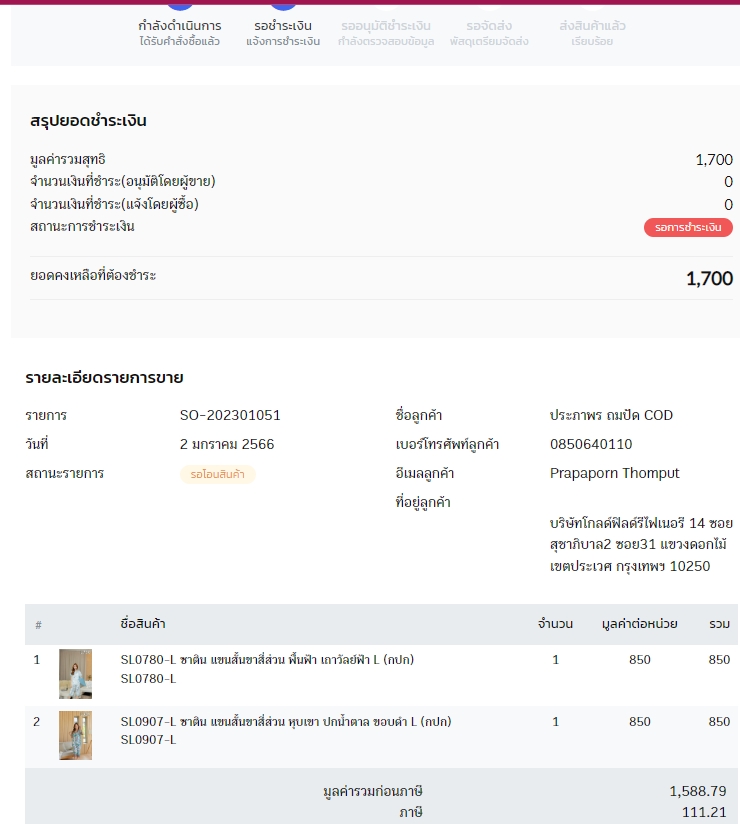 กำลังดำเนินการ รอชำระเงิน รออนุมัติชำระเงิน รอจัดส่ง ส่งสินค้าแล้ว
ได้รับคำสั่งซื้อแล้ว แจ้งการชำระเงิน กำลังตรวจสอบข้อมูล พัสดุเตรียมจัดส่ง เรียบร้อย
สรุปยอดชำระเงิน
มูลค่ารวมสุทธิ 1,700
จำนวนเงินที่ชำระ(อนุมัติโดยผู้ขาย) 0
จำนวนเงินที่ชำระ(แจ้งโดยผู้ซื้อ) 0
สถานะการชำระเงิน รอการชำระเงิน
ยอดคงเหลือที่ต้องชำระ 1,700
รายละเอียดรายการขาย
รายการ SO-202301051 ชื่อลูกค้า ประภาพร ถมปัด COD
วันที่ 2 มกราคม 2566 เบอร์โทรศัพท์ลูกค้า 0850640110
สถานะรายการ รอโอนสินค้า อีเมลลูกค้า Prapaporn Thomput
ที่อยู่ลูกค้า
บริษัทโกลด์ฟิลด์รีไฟเนอรี 14 ซอย
สุชาภิบาล2 ซอย31 แขวงดอกไม้
เขตประเวศ กรุงเทพฯ 10250
# ชื่อสินค้า จำนวน มูลค่าต่อหน่วย รวม
1 SL0780-L ซาติน แขนสั้นขาสี่ส่วน พื้นฟ้า เถาวัลย์ฟ้า L (กปก) 1 850 850
SL0780-L
2 SL0907-L ซาติน แขนสั้นขาสี่ส่วน หุบเขา ปกน้ำตาล ขอบดำ L (กปก) 1 850 850
SL0907-L
มูลค่ารวมก่อนภาษี 1,588.79
ภาษี 111.21